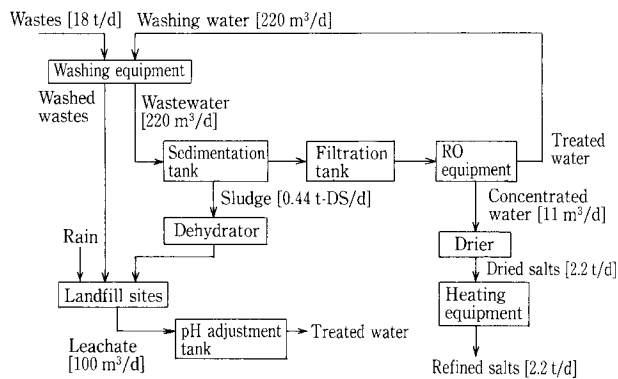 Wastes [18 t/d]
Washing water [220 m³/d]
Washing equipment
Washed
wastes
Wastewater
[220 m³/d]
Sedimentation
tank
Filtration
tank
RO
equipment
Treated
water
Sludge [0.44 t-DS/d]
Concentrated
water [11 m³/d]
Dehydrator
Rain
Drier
Dried salts [2.2 t/d]
Landfill sites
Heating
equipment
pH adjustment
tank
Treated water
Leachate
[100 m³/d]
Refined salts [2.2 t/d]